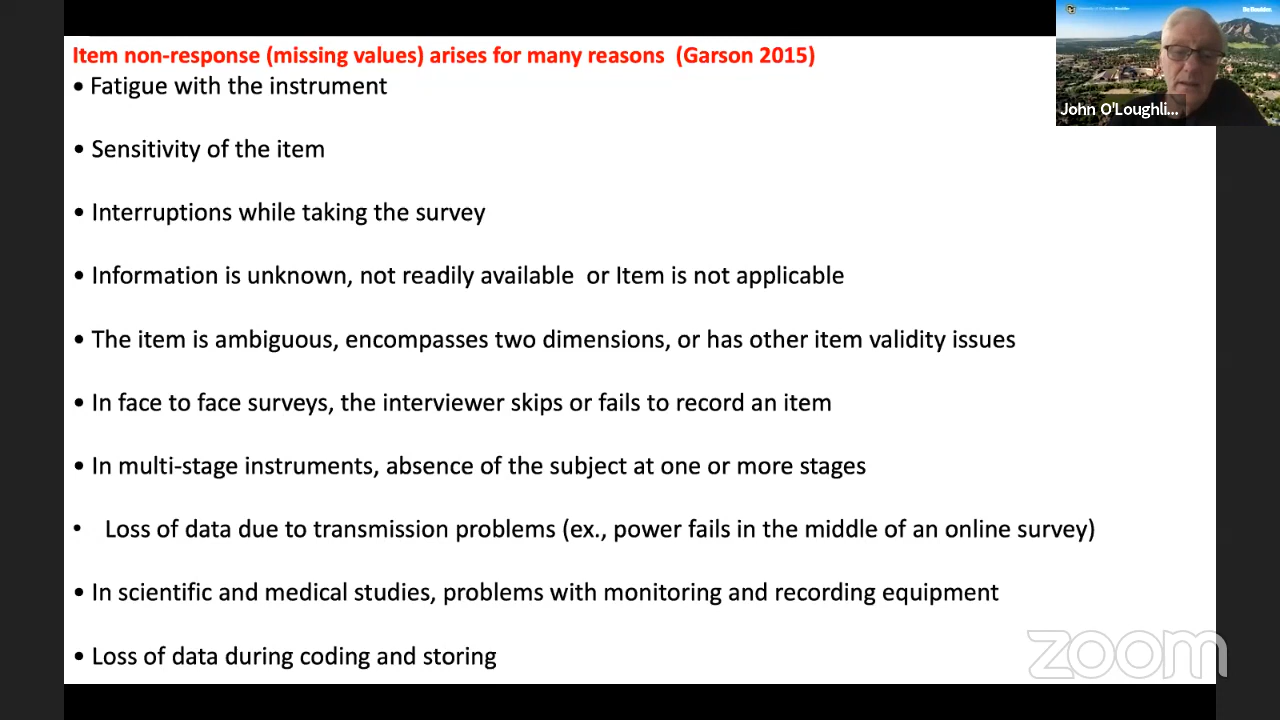 Item non-response (missing values) arises for many reasons (Garson 2015)
• Fatigue with the instrument
• Sensitivity of the item
• Interruptions while taking the survey
• Information is unknown, not readily available or Item is not applicable
• The item is ambiguous, encompasses two dimensions, or has other item validity issues
• In face to face surveys, the interviewer skips or fails to record an item
• In multi-stage instruments, absence of the subject at one or more stages
• Loss of data due to transmission problems (ex., power fails in the middle of an online survey)
• In scientific and medical studies, problems with monitoring and recording equipment
• Loss of data during coding and storing
John O'Loughli...
zoom